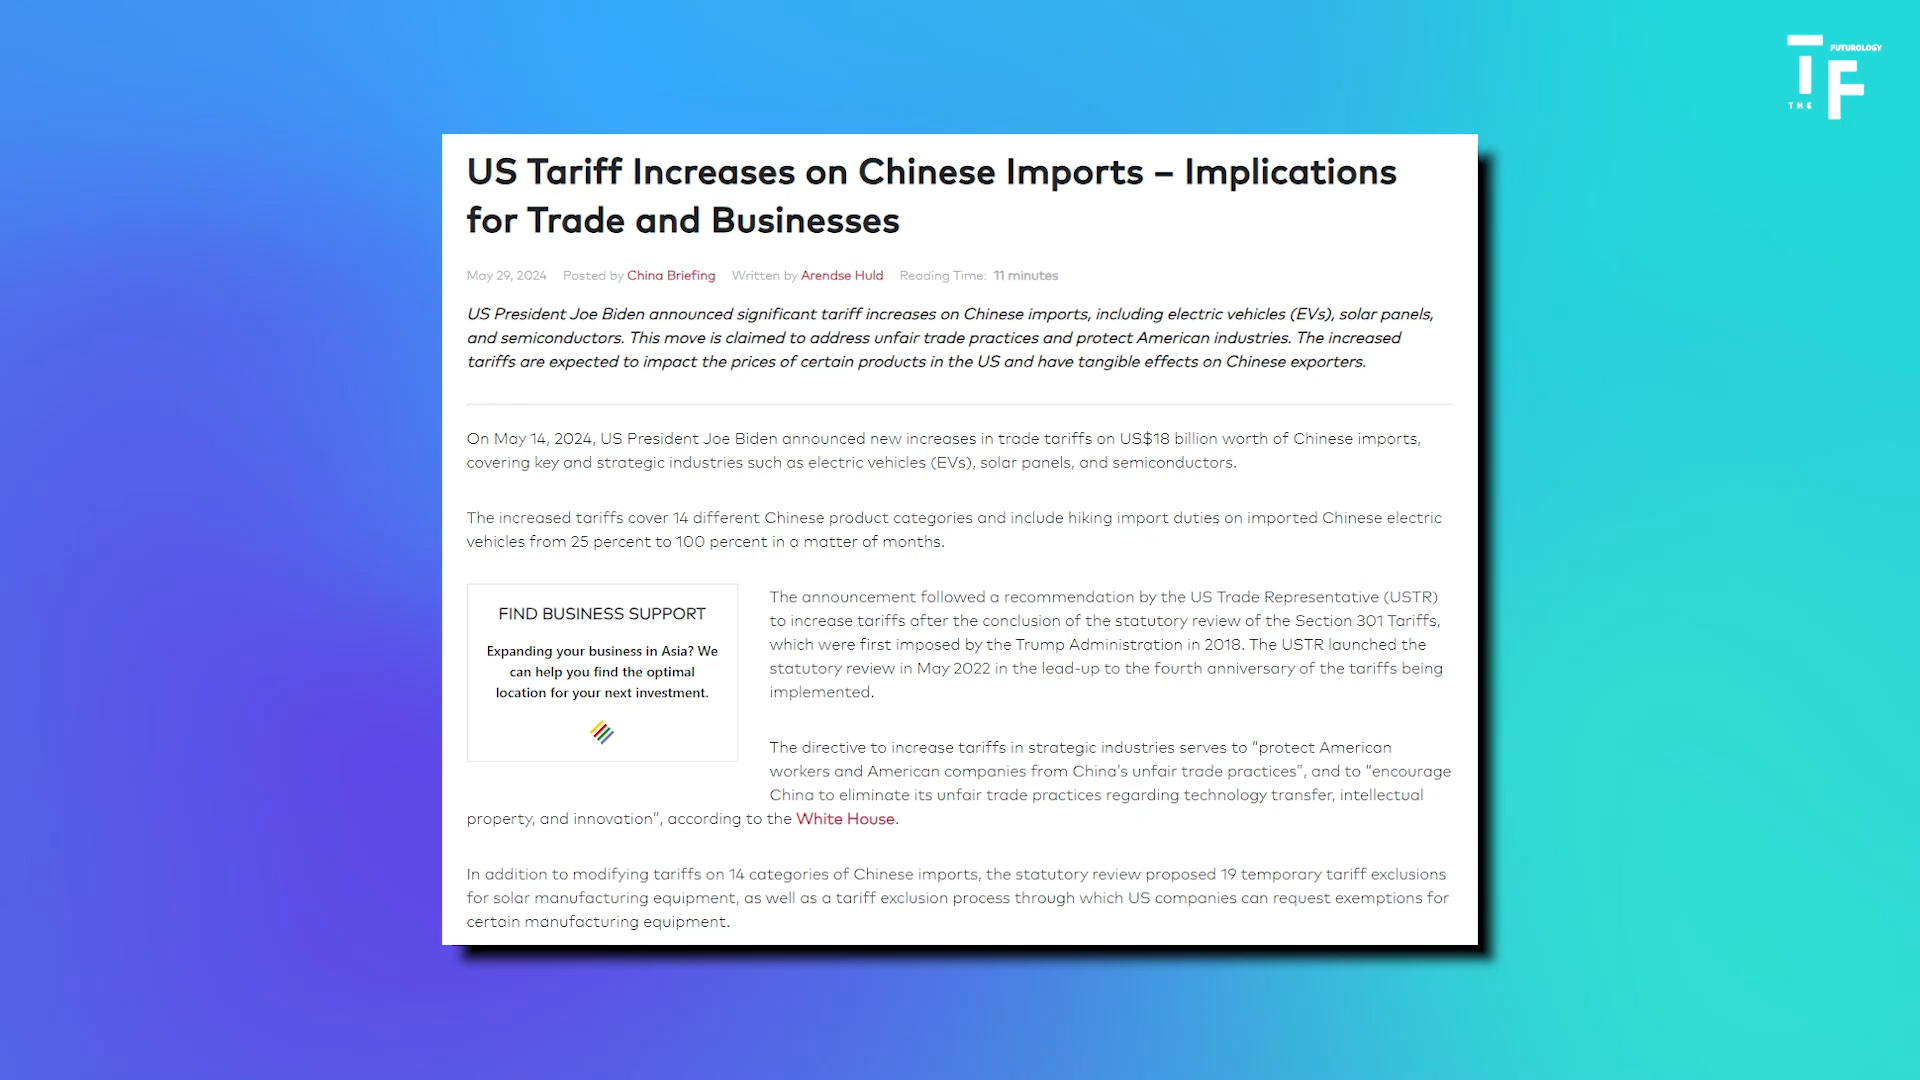 FUTUROLOGY
TF
THE
US Tariff Increases on Chinese Imports – Implications
for Trade and Businesses
May 29, 2024 Posted by China Briefing Written by Arendse Huld Reading Time: 11 minutes
US President Joe Biden announced significant tariff increases on Chinese imports, including electric vehicles (EVs), solar panels,
and semiconductors. This move is claimed to address unfair trade practices and protect American industries. The increased
tariffs are expected to impact the prices of certain products in the US and have tangible effects on Chinese exporters.
On May 14, 2024, US President Joe Biden announced new increases in trade tariffs on US$18 billion worth of Chinese imports,
covering key and strategic industries such as electric vehicles (EVs), solar panels, and semiconductors.
The increased tariffs cover 14 different Chinese product categories and include hiking import duties on imported Chinese electric
vehicles from 25 percent to 100 percent in a matter of months.
FIND BUSINESS SUPPORT
Expanding your business in Asia? We
can help you find the optimal
location for your next investment.
The announcement followed a recommendation by the US Trade Representative (USTR)
to increase tariffs after the conclusion of the statutory review of the Section 301 Tariffs,
which were first imposed by the Trump Administration in 2018. The USTR launched the
statutory review in May 2022 in the lead-up to the fourth anniversary of the tariffs being
implemented.
The directive to increase tariffs in strategic industries serves to “protect American
workers and American companies from China’s unfair trade practices”, and to “encourage
China to eliminate its unfair trade practices regarding technology transfer, intellectual
property, and innovation”, according to the White House.
In addition to modifying tariffs on 14 categories of Chinese imports, the statutory review proposed 19 temporary tariff exclusions
for solar manufacturing equipment, as well as a tariff exclusion process through which US companies can request exemptions for
certain manufacturing equipment.